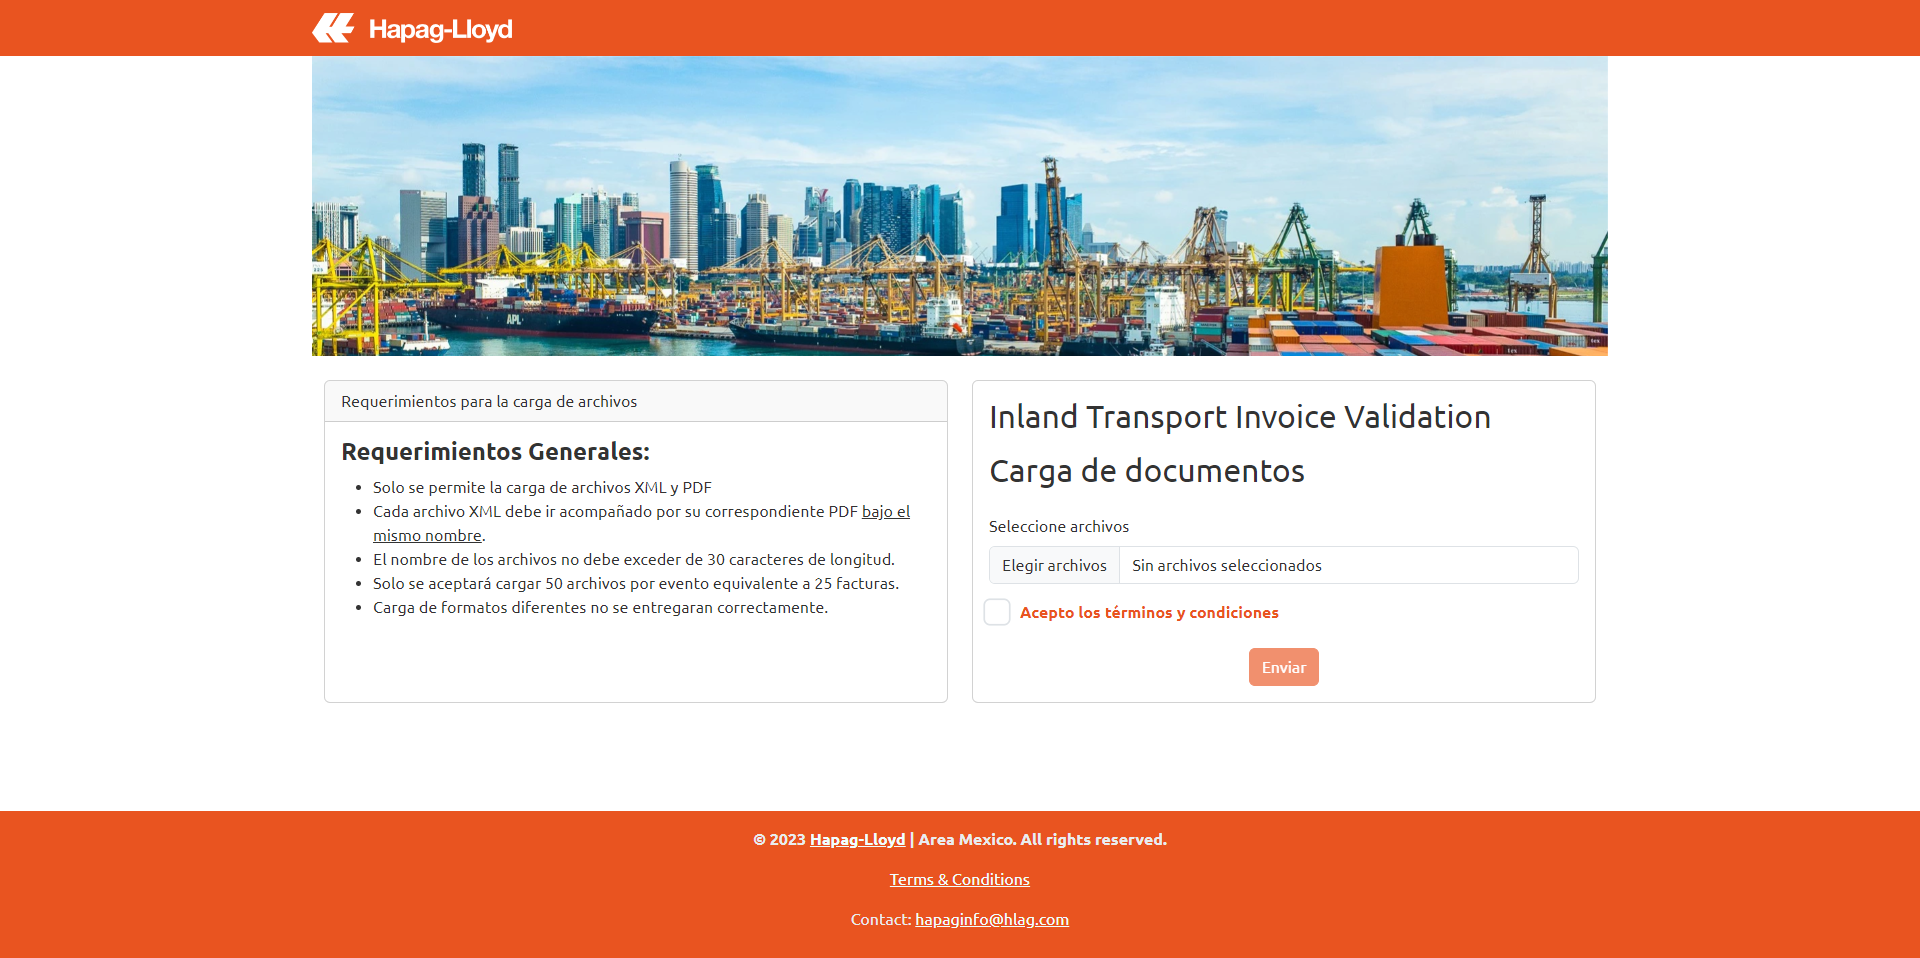 Hapag-Lloyd
APL
Requerimientos para la carga de archivos
Requerimientos Generales:
Solo se permite la carga de archivos XML y PDF
Cada archivo XML debe ir acompañado por su correspondiente PDF bajo el
mismo nombre.
El nombre de los archivos no debe exceder de 30 caracteres de longitud.
Solo se aceptará cargar 50 archivos por evento equivalente a 25 facturas.
Carga de formatos diferentes no se entregaran correctamente.
Inland Transport Invoice Validation
Carga de documentos
Seleccione archivos
Elegir archivos Sin archivos seleccionados
Acepto los términos y condiciones
Enviar
© 2023 Hapag-Lloyd | Area Mexico. All rights reserved.
Terms & Conditions
Contact: hapaginfo@hlag.com